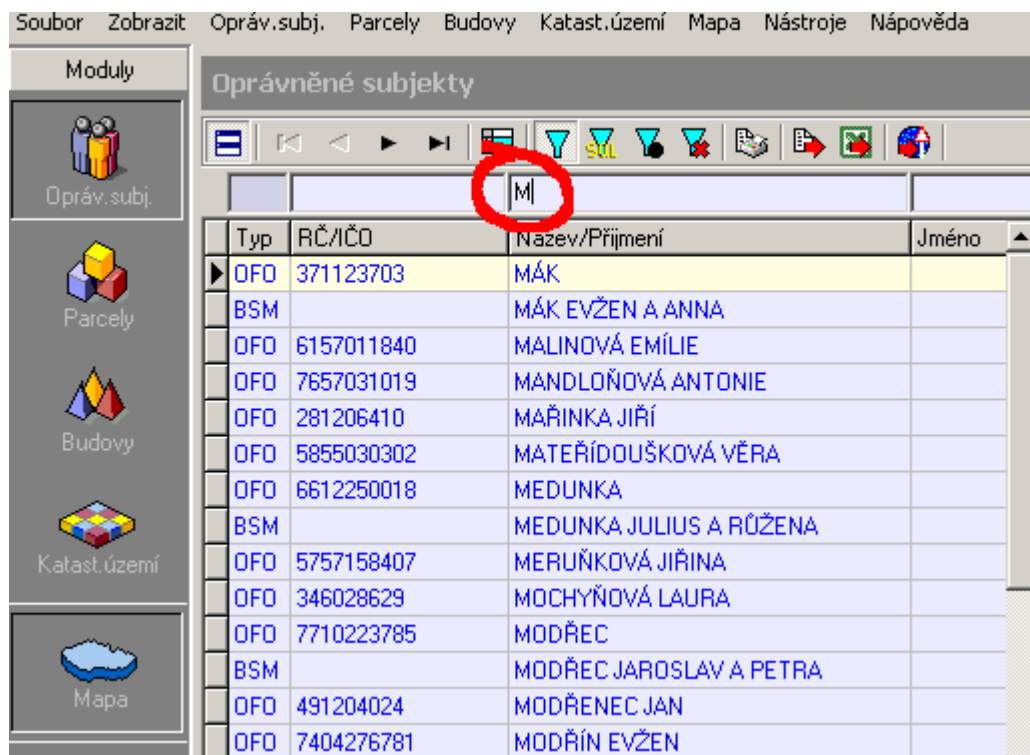 Soubor Zobrazit Opráv.subj. Parcely Budovy Katast.území Mapa Nástroje Nápověda
Moduly
Oprávněné subjekty
SQL
Opráv.subj.
M
Typ RČ/IČO Název/Přijmení Jméno
OFO 371123703 MÁK
BSM MÁK EVŽEN A ANNA
Parcely
OFO 6157011840 MALINOVÁ EMÍLIE
OFO 7657031019 MANDLOŇOVÁ ANTONIE
OFO 281206410 MAŘINKA JIŘÍ
Budovy
OFO 5855030302 MATEŘÍDOUŠKOVÁ VĚRA
OFO 6612250018 MEDUNKA
BSM MEDUNKA JULIUS A RŮŽENA
Katast.území
OFO 5757158407 MERUŇKOVÁ JIŘINA
OFO 346028629 MOCHYŇOVÁ LAURA
OFO 7710223785 MODŘEC
BSM MODŘEC JAROSLAV A PETRA
Mapa
OFO 491204024 MODŘENEC JAN
OFO 7404276781 MODŘÍN EVŽEN